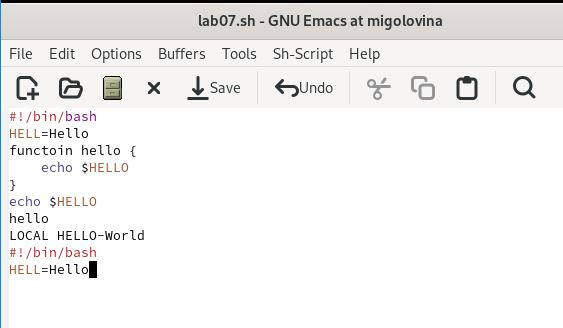 lab07.sh - GNU Emacs at migolovina
File Edit Options Buffers Tools Sh-Script Help
Save Undo
#!/bin/bash
HELL=Hello
functoin hello {
    echo $HELLO
}
echo $HELLO
hello
LOCAL HELLO-World
#!/bin/bash
HELL=Hello